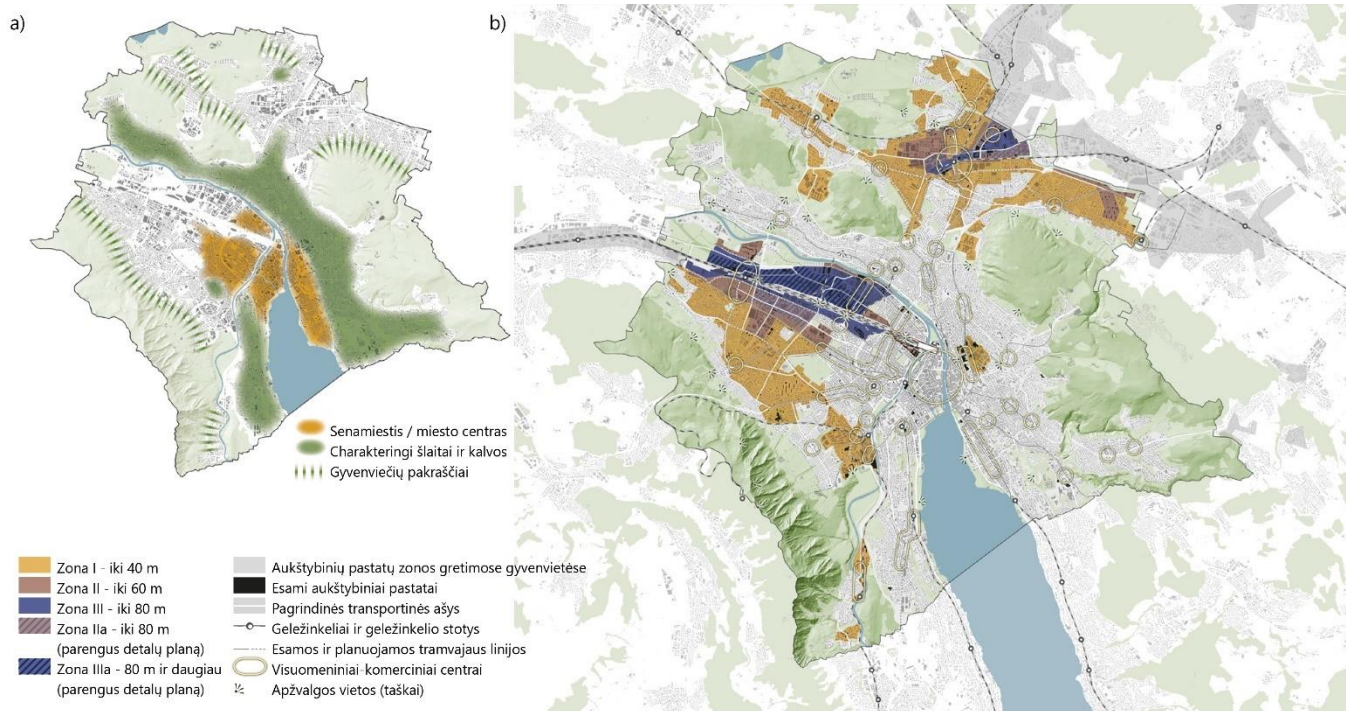 a)
b)
Senamiestis / miesto centras
Charakteringi šlaitai ir kalvos
Gyvenviečių pakraščiai
Zona I - iki 40 m
Zona II - iki 60 m
Zona III - iki 80 m
Zona IIa - iki 80 m
(parengus detalų planą)
Zona IIIa - 80 m ir daugiau
(parengus detalų planą)
Aukštybinių pastatų zonos gretimose gyvenvietėse
Esami aukštybiniai pastatai
Pagrindinės transportinės ašys
Geležinkeliai ir geležinkelio stotys
Esamos ir planuojamos tramvajaus linijos
Visuomeniniai-komerciniai centrai
Apžvalgos vietos (taškai)